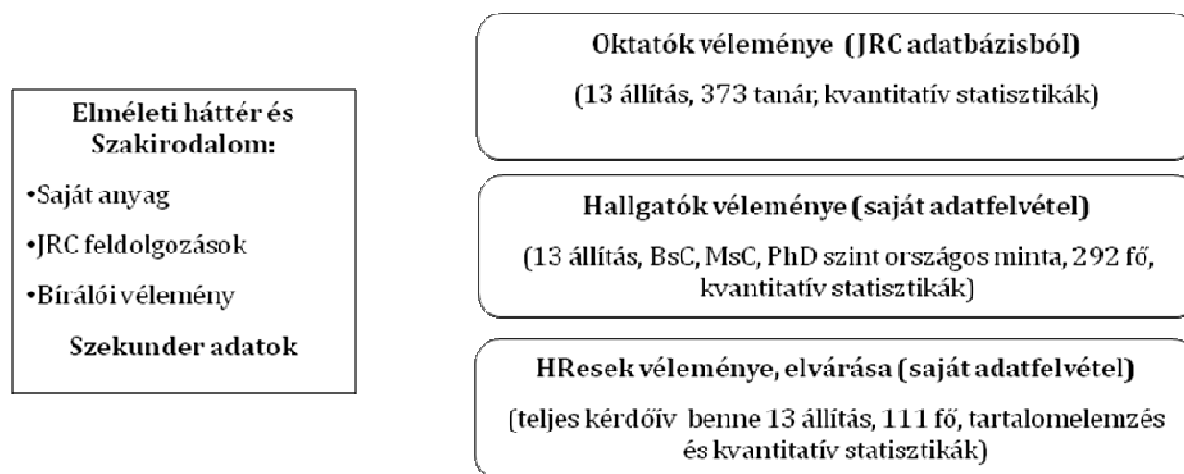 Elméleti háttér és
Szakirodalom:
•Saját anyag
•JRC feldolgozások
•Bírálói vélemény
Szekunder adatok
Oktatók véleménye (JRC adatbázisból)
(13 állítás, 373 tanár, kvantitatív statisztikák)
Hallgatók véleménye (saját adatfelvétel)
(13 állítás, BsC, MsC, PhD szint országos minta, 292 fő,
kvantitatív statisztikák)
HResek véleménye, elvárása (saját adatfelvétel)
(teljes kérdőív benne 13 állítás, 111 fő, tartalomelemzés
és kvantitatív statisztikák)